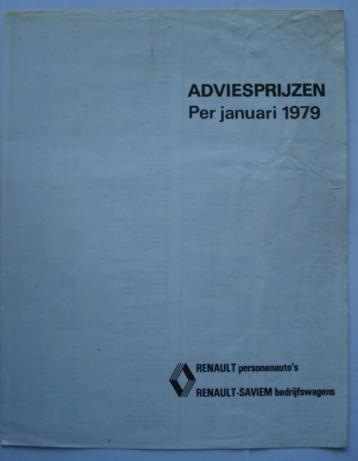 ADVIESPRIJZEN
Per januari 1979
RENAULT personenauto's
RENAULT-SAVIEM bedrijfswagens